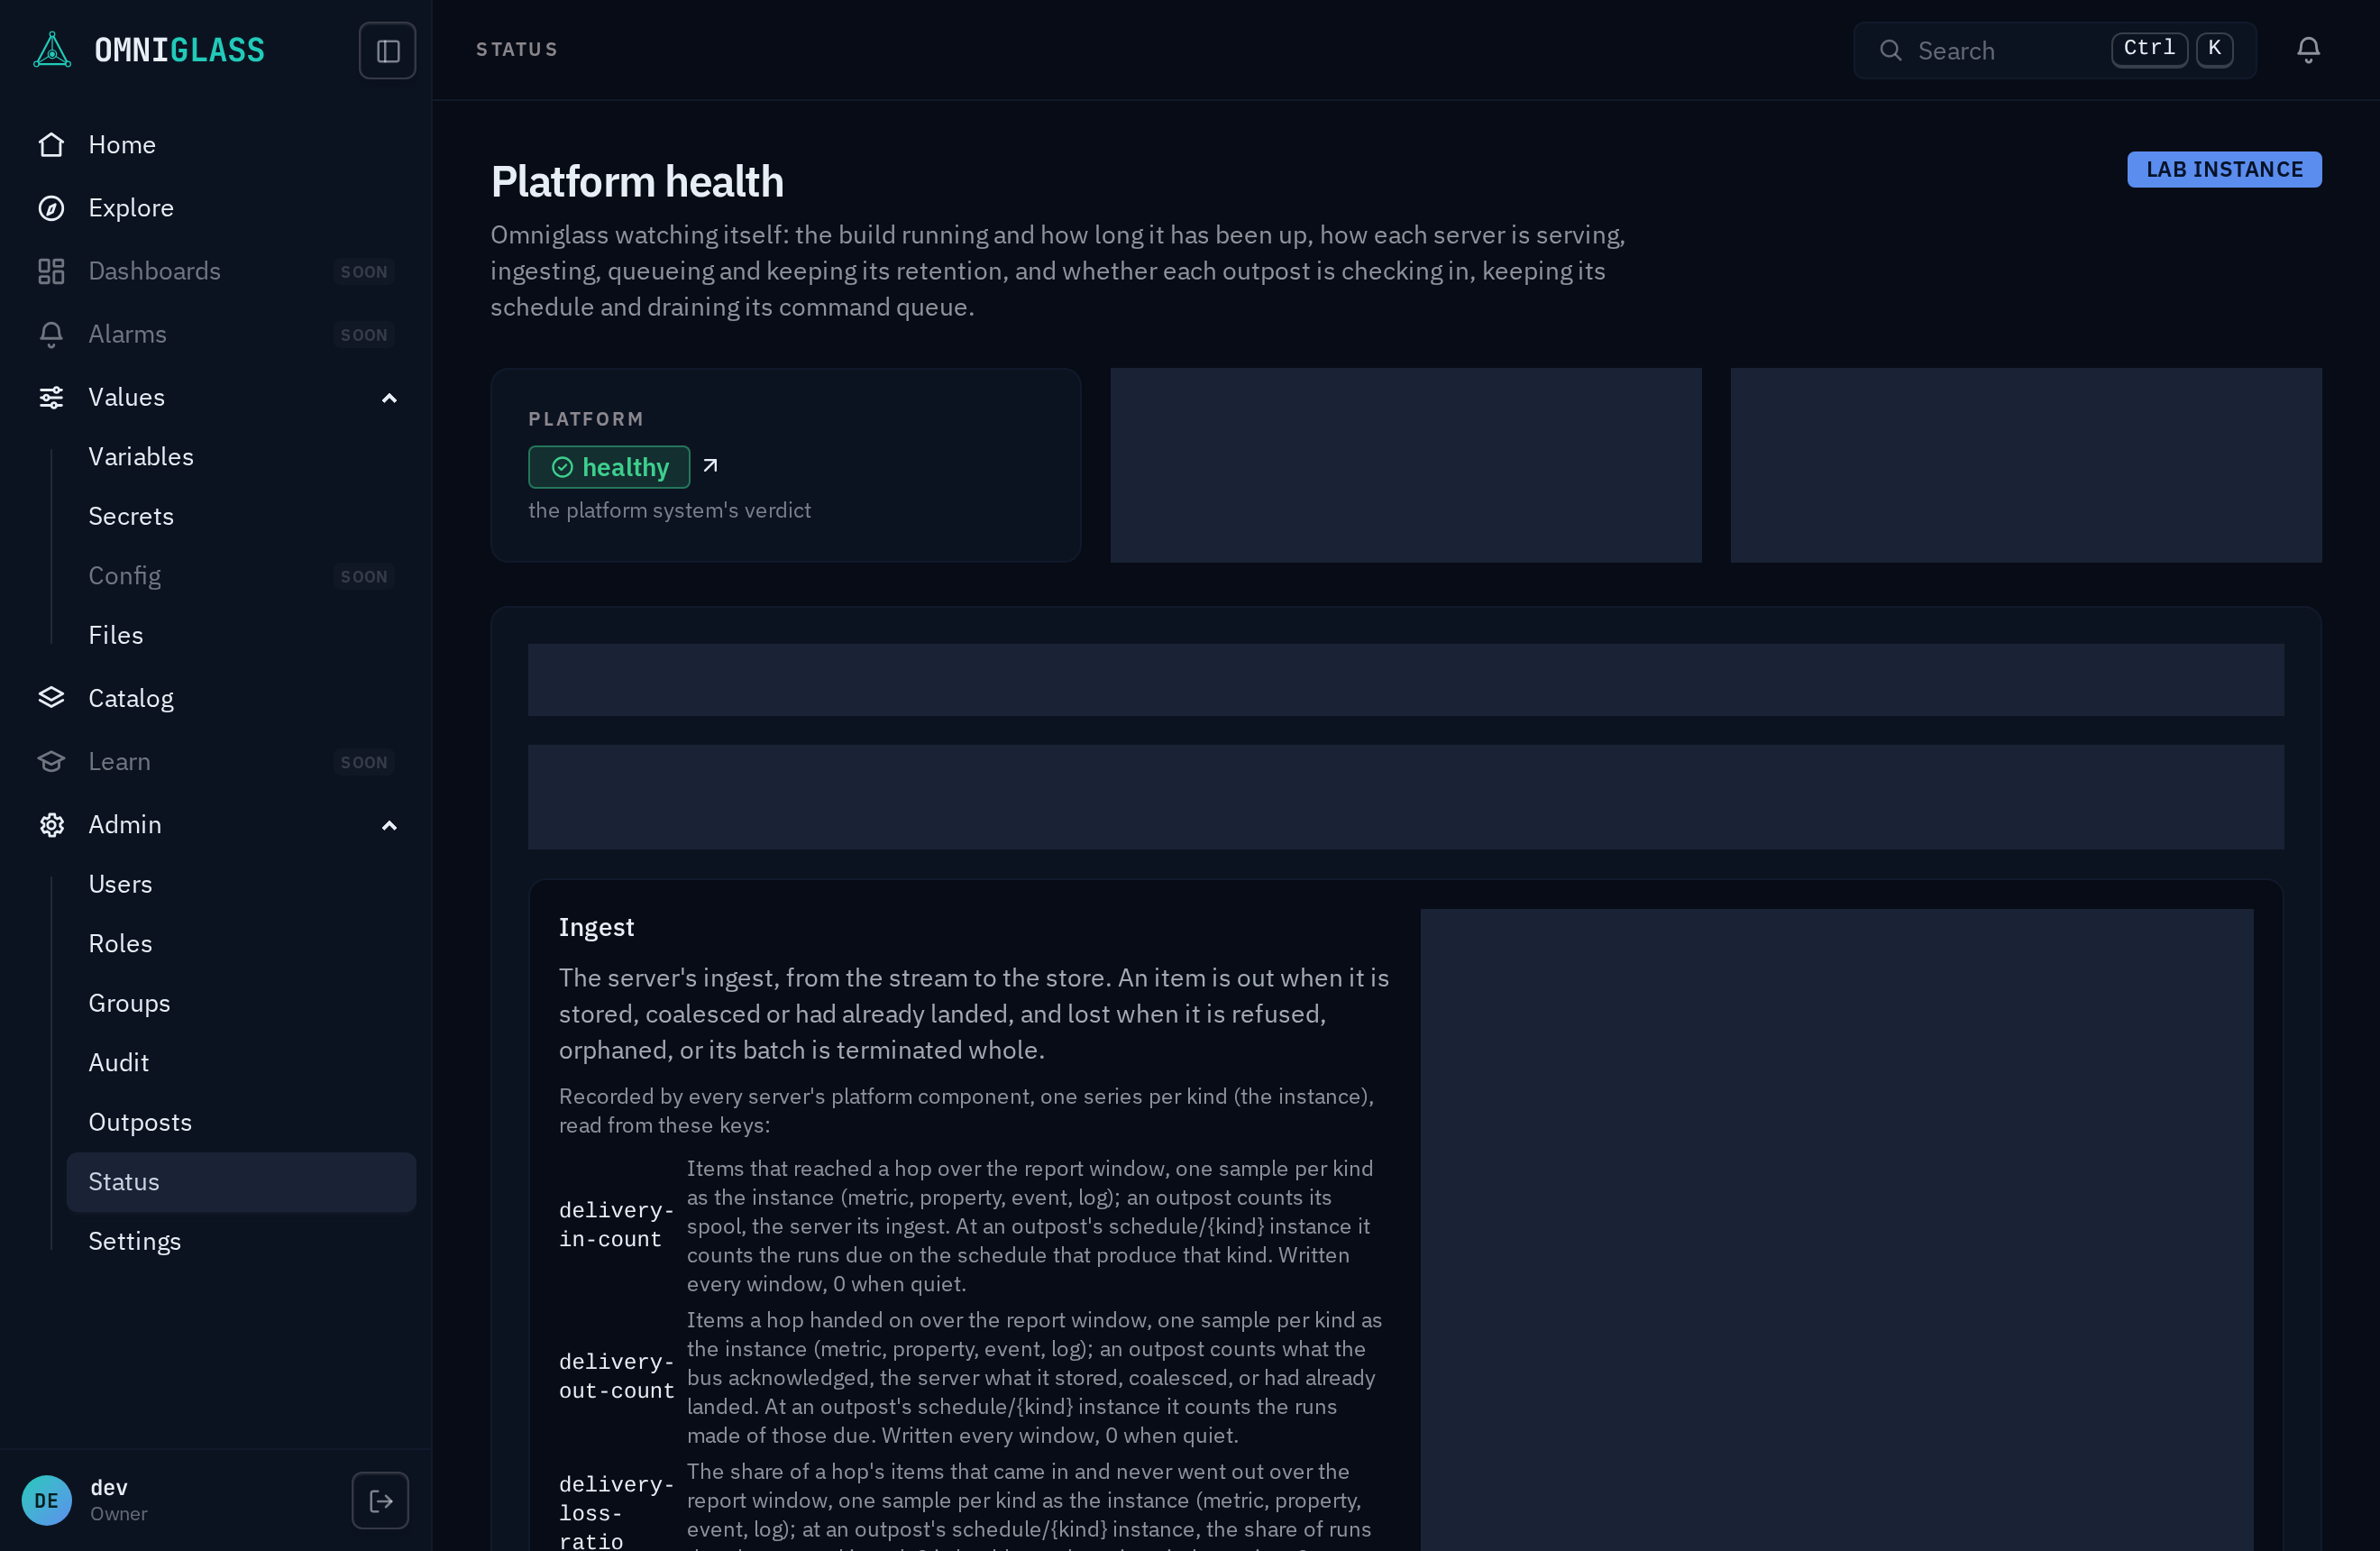 OMNIGLASS
Home
Explore
Dashboards SOON
Alarms SOON
Values
Variables
Secrets
Config SOON
Files
Catalog
Learn SOON
Admin
Users
Roles
Groups
Audit
Outposts
Status
Settings
DE dev
Owner
STATUS
Search Ctrl K
Platform health
LAB INSTANCE
Omniglass watching itself: the build running and how long it has been up, how each server is serving,
ingesting, queueing and keeping its retention, and whether each outpost is checking in, keeping its
schedule and draining its command queue.
PLATFORM
healthy
the platform system's verdict
Ingest
The server's ingest, from the stream to the store. An item is out when it is
stored, coalesced or had already landed, and lost when it is refused,
orphaned, or its batch is terminated whole.
Recorded by every server's platform component, one series per kind (the instance),
read from these keys:
delivery-
in-count
Items that reached a hop over the report window, one sample per kind
as the instance (metric, property, event, log); an outpost counts its
spool, the server its ingest. At an outpost's schedule/{kind} instance it
counts the runs due on the schedule that produce that kind. Written
every window, 0 when quiet.
delivery-
out-count
Items a hop handed on over the report window, one sample per kind as
the instance (metric, property, event, log); an outpost counts what the
bus acknowledged, the server what it stored, coalesced, or had already
landed. At an outpost's schedule/{kind} instance it counts the runs
made of those due. Written every window, 0 when quiet.
delivery-
loss-
ratio
The share of a hop's items that came in and never went out over the
report window, one sample per kind as the instance (metric, property,
event, log); at an outpost's schedule/{kind} instance, the share of runs